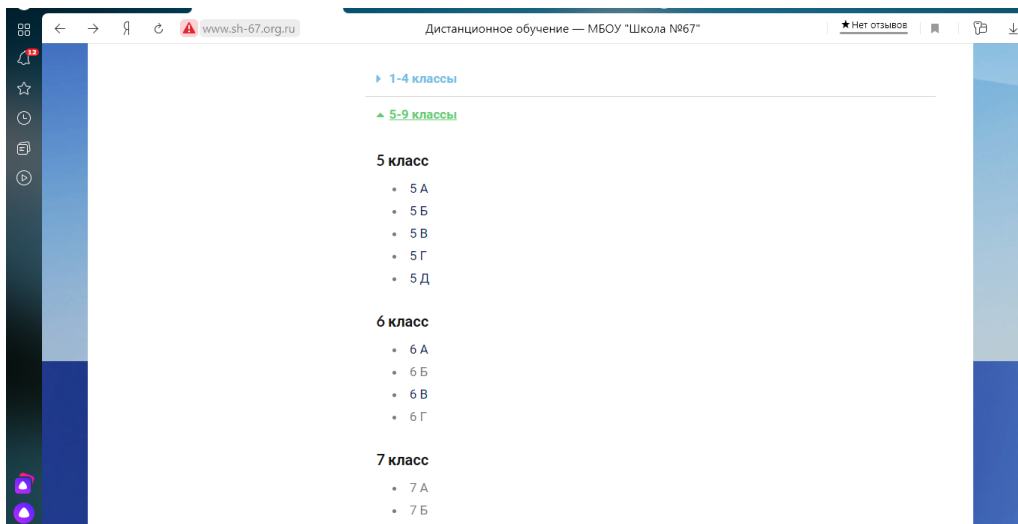 www.sh-67.org.ru Дистанционное обучение — МБОУ "Школа №67" ★Нет отзывов
13
1-4 классы
5-9 классы
5 класс
5 А
5 Б
5 В
5 Г
5 Д
6 класс
6 А
6 Б
6 В
6 Г
7 класс
7 А
7 Б